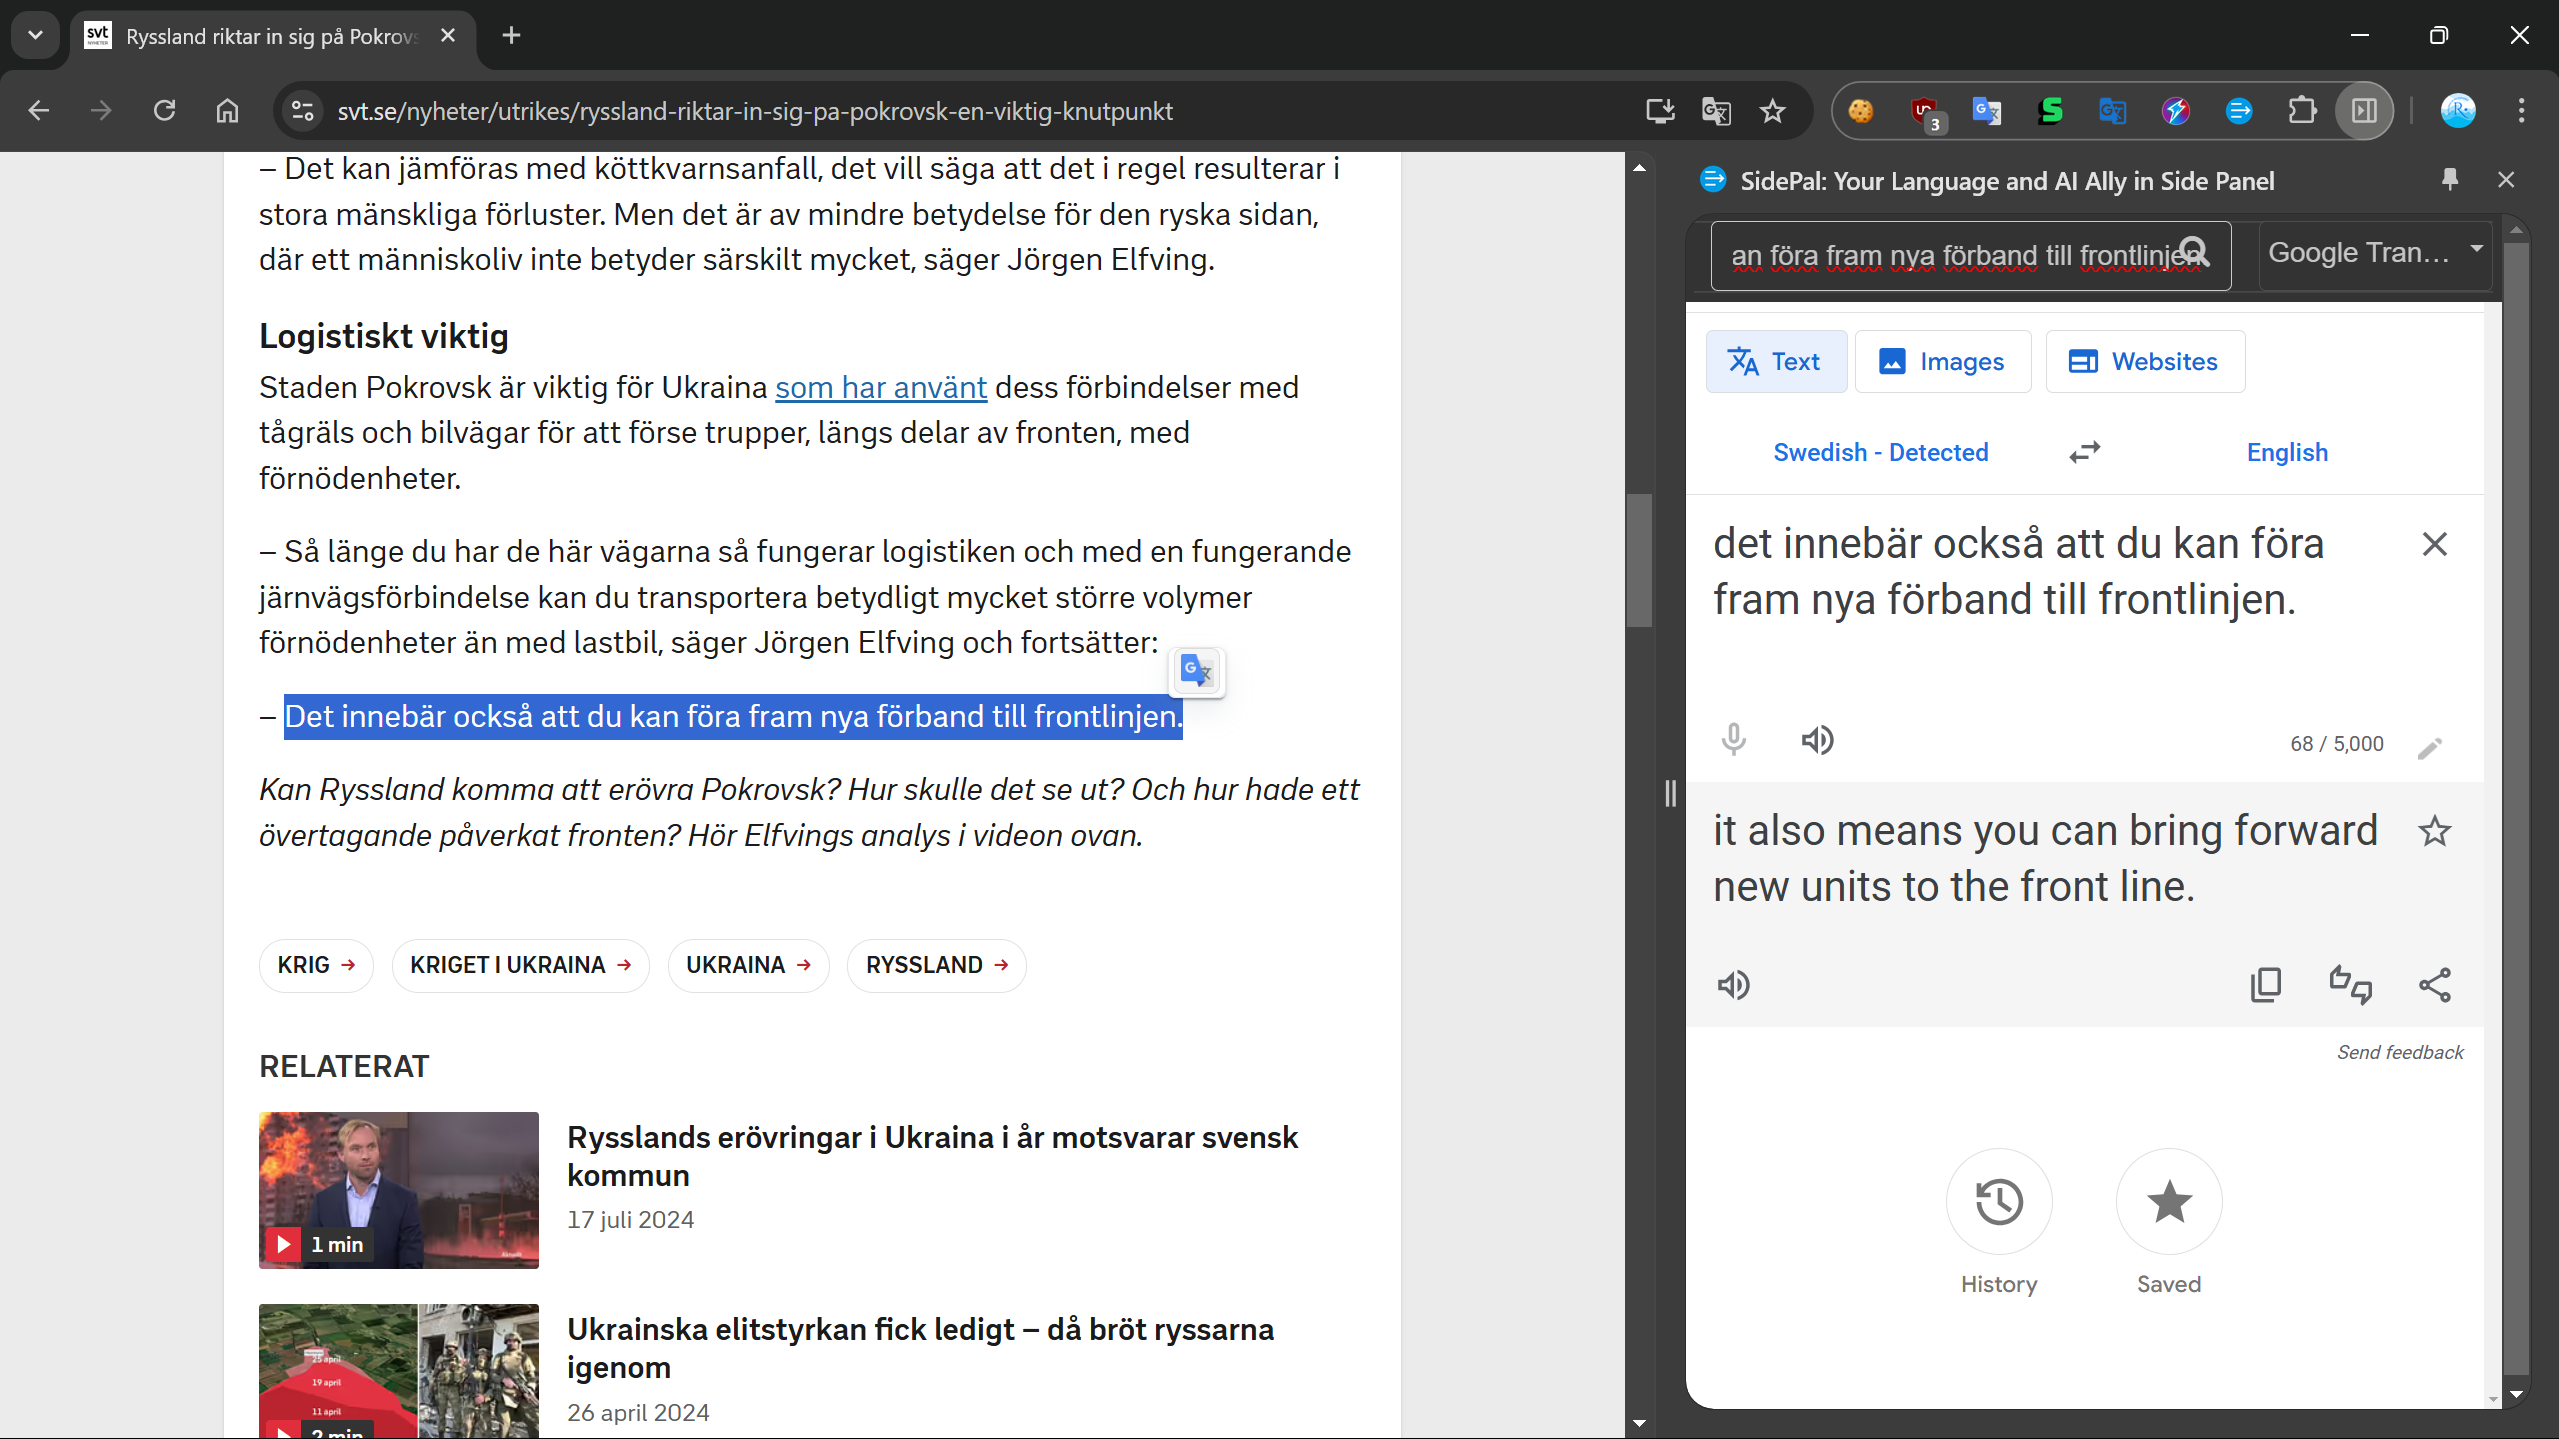 Ryssland riktar in sig på Pokrovs
svt.se/nyheter/utrikes/ryssland-riktar-in-sig-pa-pokrovsk-en-viktig-knutpunkt
3
– Det kan jämföras med köttkvarnsanfall, det vill säga att det i regel resulterar i
stora mänskliga förluster. Men det är av mindre betydelse för den ryska sidan,
där ett människoliv inte betyder särskilt mycket, säger Jörgen Elfving.
Logistiskt viktig
Staden Pokrovsk är viktig för Ukraina som har använt dess förbindelser med
tågräls och bilvägar för att förse trupper, längs delar av fronten, med
förnödenheter.
– Så länge du har de här vägarna så fungerar logistiken och med en fungerande
järnvägsförbindelse kan du transportera betydligt mycket större volymer
förnödenheter än med lastbil, säger Jörgen Elfving och fortsätter:
– Det innebär också att du kan föra fram nya förband till frontlinjen.
Kan Ryssland komma att erövra Pokrovsk? Hur skulle det se ut? Och hur hade ett
övertagande påverkat fronten? Hör Elfvings analys i videon ovan.
KRIG
KRIGET I UKRAINA
UKRAINA
RYSSLAND
RELATERAT
Rysslands erövringar i Ukraina i år motsvarar svensk
kommun
17 juli 2024
1 min
Ukrainska elitstyrkan fick ledigt – då bröt ryssarna
igenom
26 april 2024
25 april
19 april
11 april
2 min
SidePal: Your Language and AI Ally in Side Panel
an föra fram nya förband till frontlinjen
Google Tran...
Text
Images
Websites
Swedish - Detected
English
det innebär också att du kan föra
fram nya förband till frontlinjen.
68 / 5,000
it also means you can bring forward
new units to the front line.
Send feedback
History
Saved